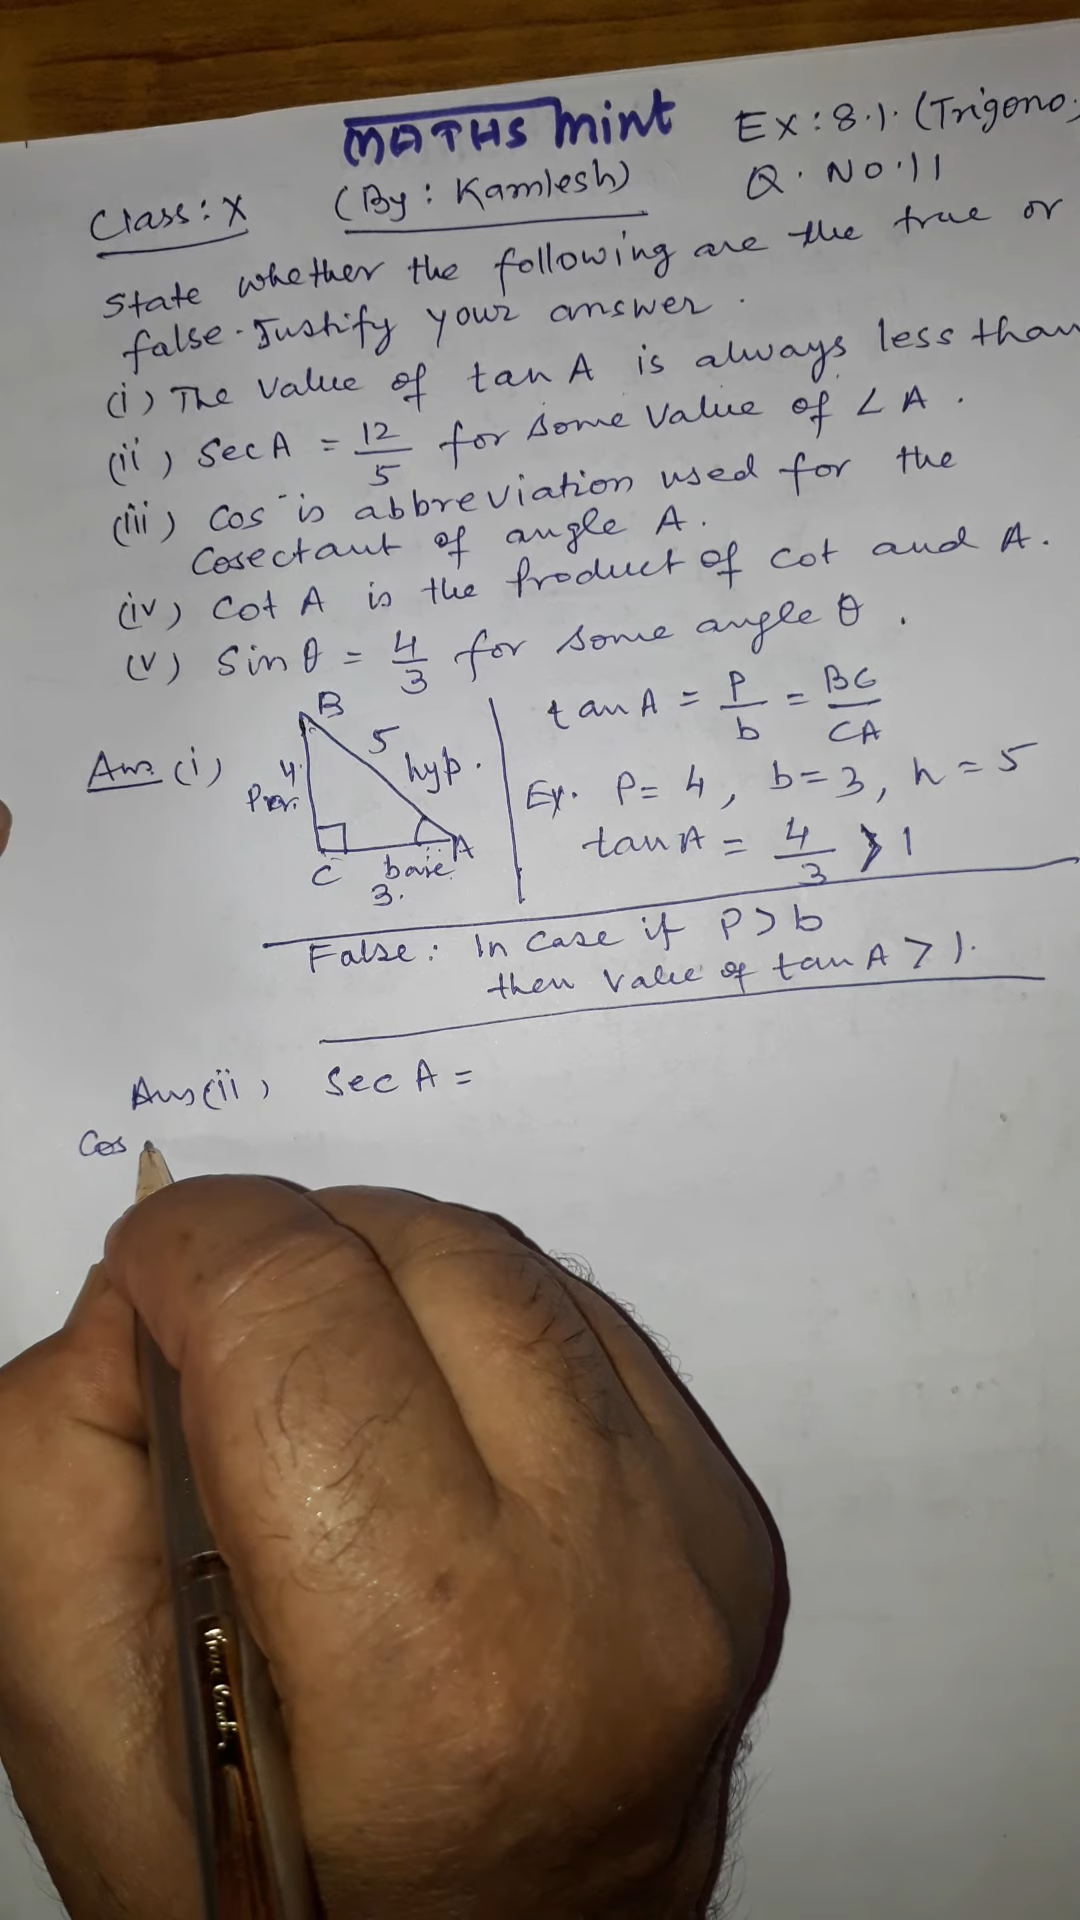 MATHS Mint
Ex: 8.1. (Trigono.
Class: X
(By: Kamlesh)
Q. No. 11
State whether the following are the true or
false. Justify your answer.
(i) The value of tan A is always less than
(ii) Sec A = 12/5 for some value of ∠A.
(iii) Cos is abbreviation used for the
Cosectant of angle A.
(iv) Cot A is the product of cot and A.
(v) Sin θ = 4/3 for some angle θ.
Ans. (i)
B
5
hyp.
4
Per.
C
base
A
3.
tan A = P/b = BC/CA
Ex. P = 4, b = 3, h = 5
tan A = 4/3 > 1
False: In case if P > b
then value of tan A > 1.
Ans (ii) Sec A =
Cos